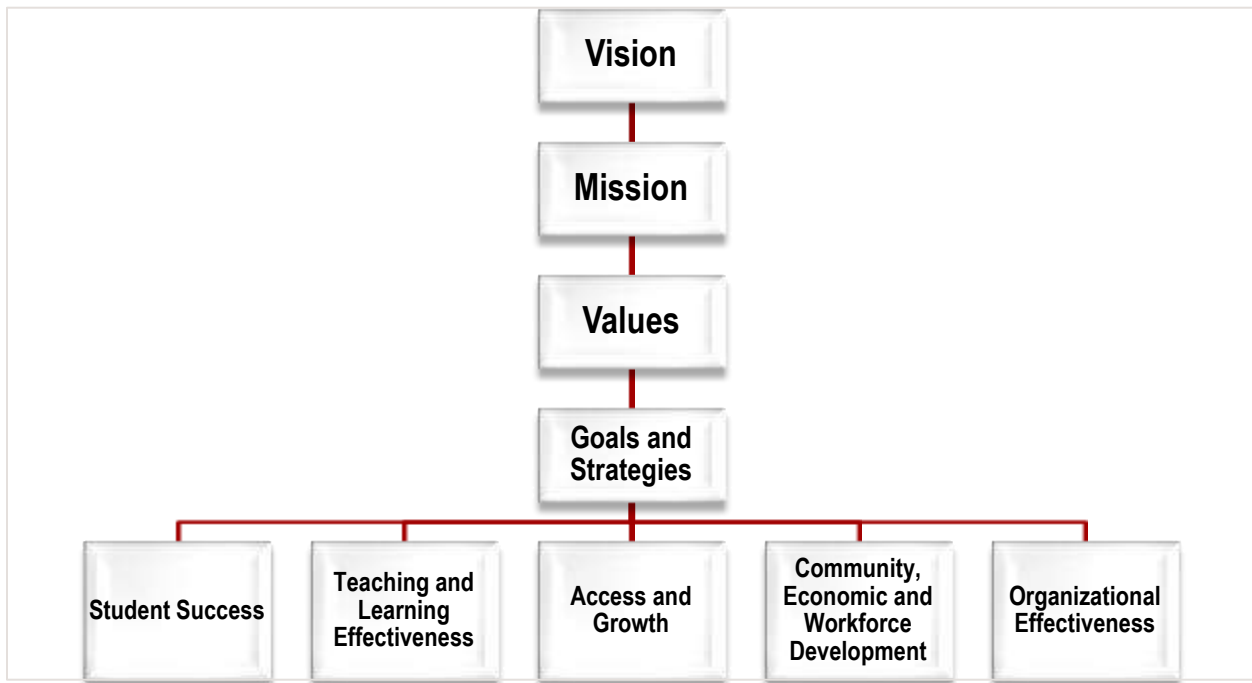 Vision
Mission
Values
Goals and
Strategies
Student Success
Teaching and
Learning
Effectiveness
Access and
Growth
Community,
Economic and
Workforce
Development
Organizational
Effectiveness